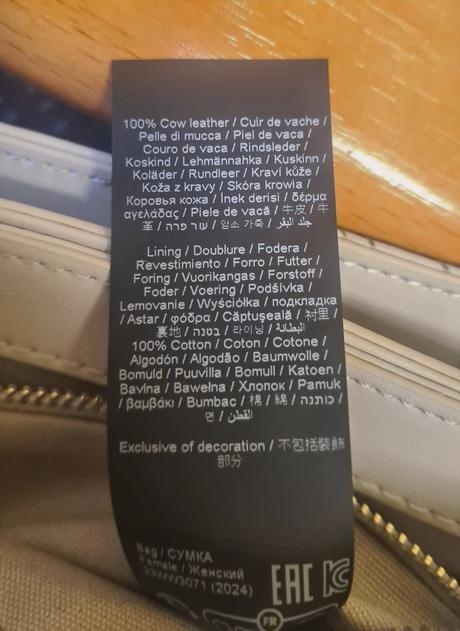 100% Cow leather / Cuir de vache /
Pelle di mucca / Piel de vaca /
Couro de vaca / Rindsleder /
Koskind / Lehmännahka / Kuskinn /
Koläder / Rundleer / Kraví kůže /
Koža z kravy / Skóra krowia /
Коровья кожа / İnek derisi / δέρμα
αγελάδας / Piele de vacă / 牛皮 / 牛
革 / עור פרה / 암소 가죽 / جلد البقر
Lining / Doublure / Fodera /
Revestimiento / Forro / Futter /
Foring / Vuorikangas / Forstoff /
Foder / Voering / Podšívka /
Lemovanie / Wyściółka / подкладка
/ Astar / φόδρα / Căptuşeală / 衬里 /
裏地 / בטנה / 라이닝 / البطانة
100% Cotton / Coton / Cotone /
Algodón / Algodão / Baumwolle /
Bomuld / Puuvilla / Bomull / Katoen /
Bavlna / Bawełna / Хлопок / Pamuk
/ βαμβάκι / Bumbac / 棉 / 綿 / כותנה /
면 / القطن
Exclusive of decoration / 不包括裝飾
部分
Bag / СУМКА
Female / Женский
23WW3071 (2024)
EAC KC
FR